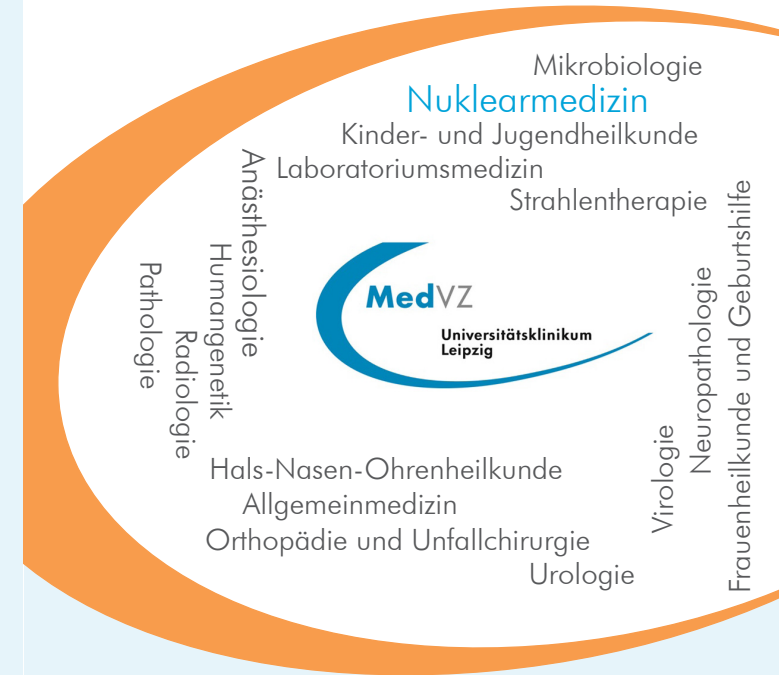 Mikrobiologie
Nuklearmedizin
Kinder- und Jugendheilkunde
Laboratoriumsmedizin
Strahlentherapie
Anästhesiologie
Humangenetik
Radiologie
Pathologie
MedVZ
Universitätsklinikum
Leipzig
Frauenheilkunde und Geburtshilfe
Neuropathologie
Virologie
Hals-Nasen-Ohrenheilkunde
Allgemeinmedizin
Orthopädie und Unfallchirurgie
Urologie